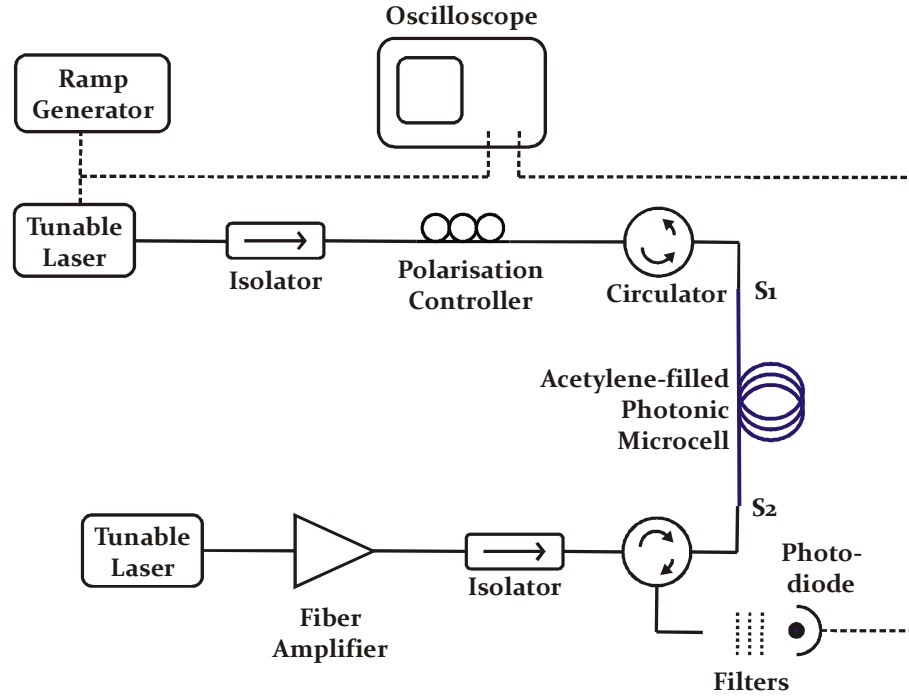 Oscilloscope
Ramp
Generator
Tunable
Laser
Isolator
Polarisation
Controller
Circulator
S1
Acetylene-filled
Photonic
Microcell
S2
Tunable
Laser
Fiber
Amplifier
Isolator
Photo-
diode
Filters